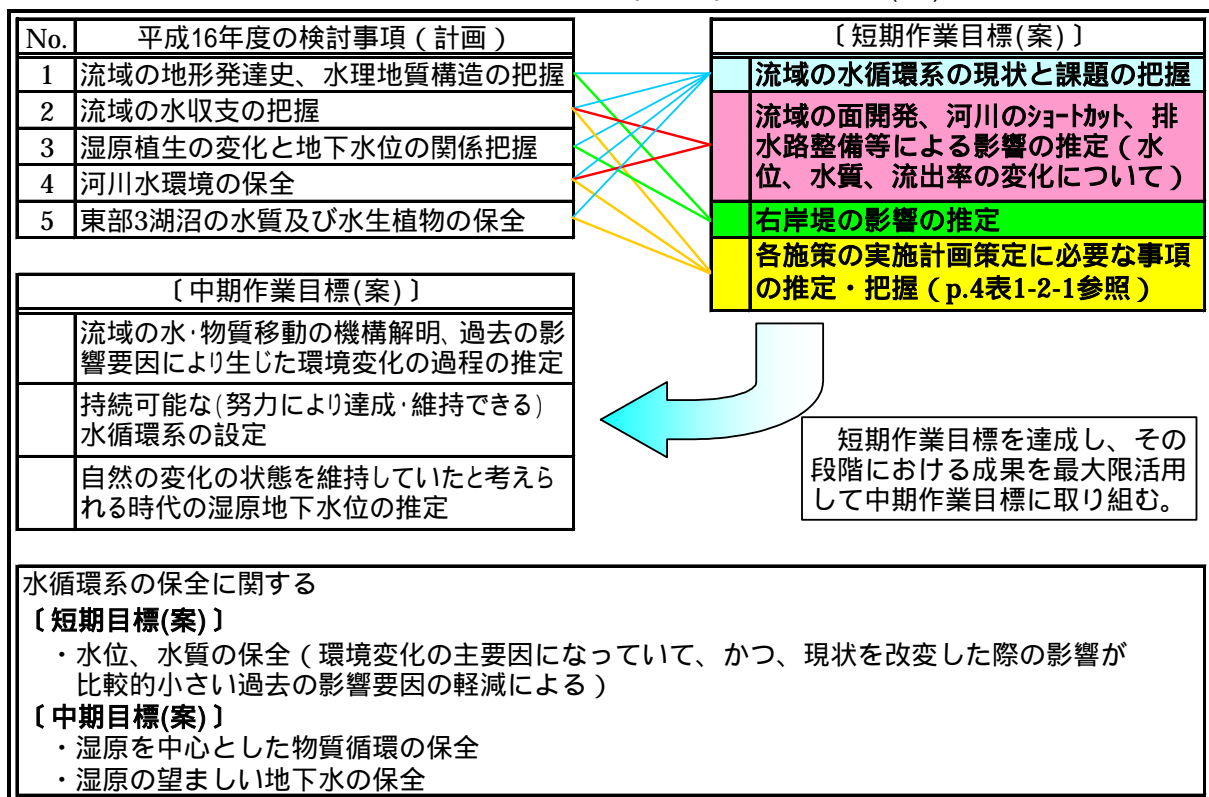 No. 平成16年度の検討事項(計画)
1 流域の地形発達史、水理地質構造の把握
2 流域の水収支の把握
3 湿原植生の変化と地下水位の関係把握
4 河川水環境の保全
5 東部3湖沼の水質及び水生植物の保全
〔短期作業目標(案)〕
流域の水循環系の現状と課題の把握
流域の面開発、河川のショートカット、排
水路整備等による影響の推定(水
位、水質、流出率の変化について)
右岸堤の影響の推定
各施策の実施計画策定に必要な事項
の推定・把握(p.4表1-2-1参照)
〔中期作業目標(案)〕
流域の水・物質移動の機構解明、過去の影
響要因により生じた環境変化の過程の推定
持続可能な(努力により達成・維持できる)
水循環系の設定
自然の変化の状態を維持していたと考えら
れる時代の湿原地下水位の推定
短期作業目標を達成し、その
段階における成果を最大限活用
して中期作業目標に取り組む。
水循環系の保全に関する
〔短期目標(案)〕
・水位、水質の保全(環境変化の主要因になっていて、かつ、現状を改変した際の影響が
比較的小さい過去の影響要因の軽減による)
〔中期目標(案)〕
・湿原を中心とした物質循環の保全
・湿原の望ましい地下水の保全